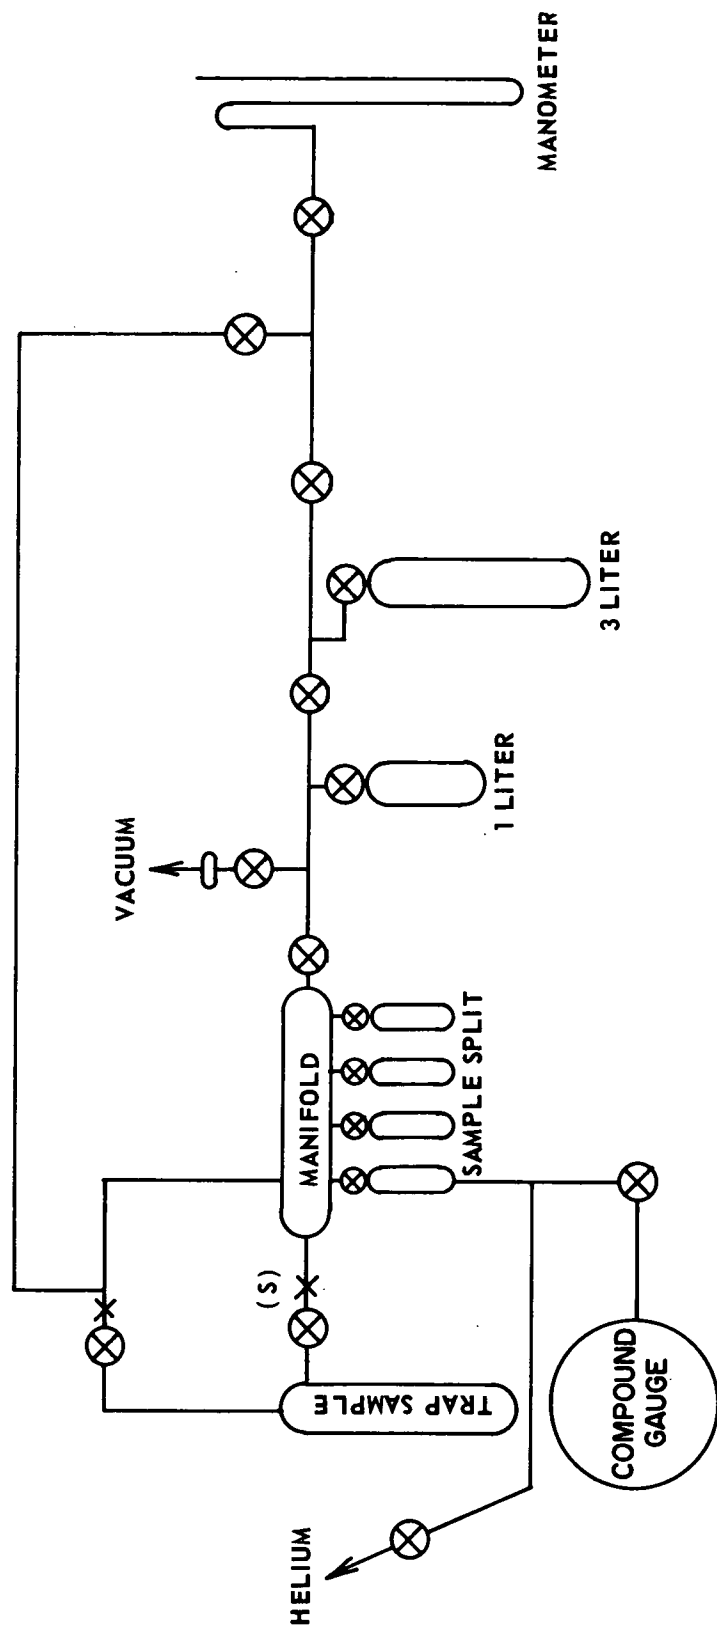 MANOMETER
3 LITER
1 LITER
VACUUM
MANIFOLD
SAMPLE SPLIT
(S)
TRAP SAMPLE
COMPOUND
GAUGE
HELIUM